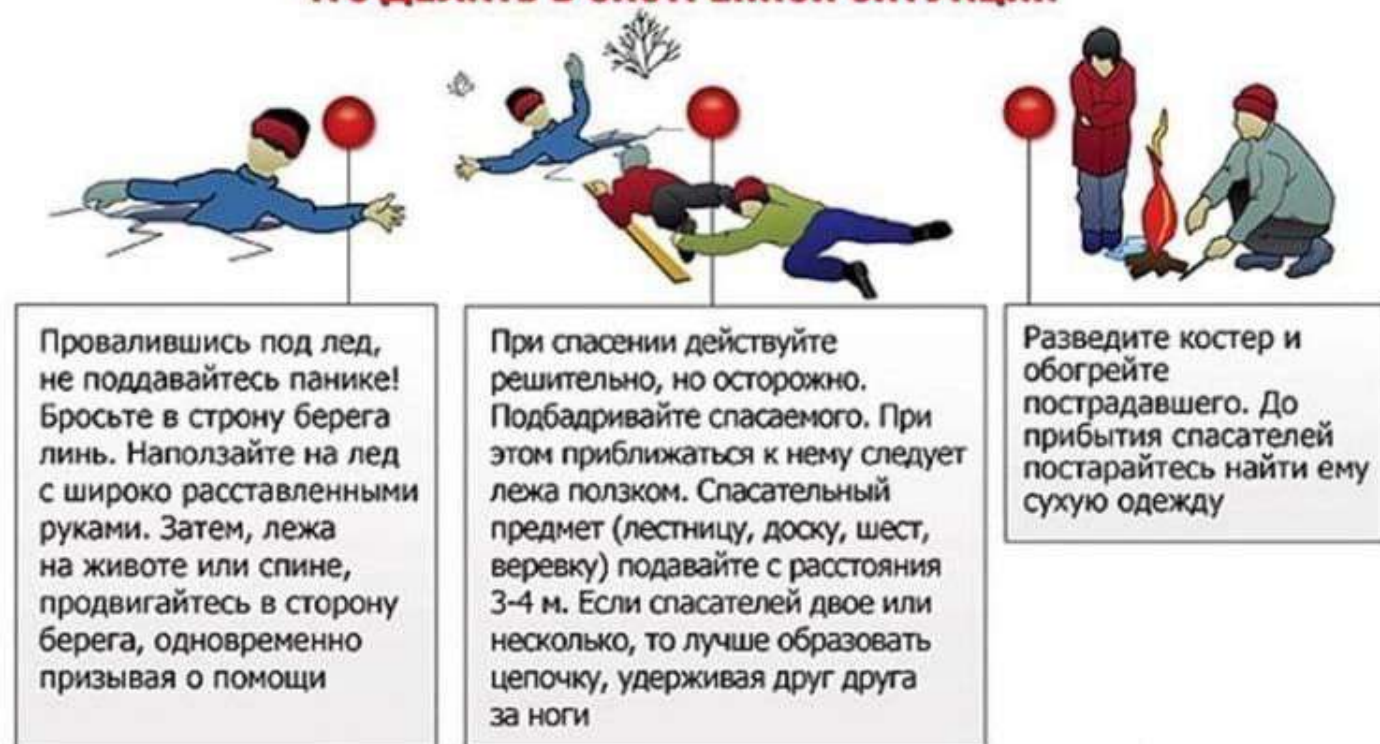 Провалившись под лед,
не поддавайтесь панике!
Бросьте в строну берега
линь. Наползайте на лед
с широко расставленными
руками. Затем, лежа
на животе или спине,
продвигайтесь в сторону
берега, одновременно
призывая о помощи
При спасении действуйте
решительно, но осторожно.
Подбадривайте спасаемого. При
этом приближаться к нему следует
лежа ползком. Спасательный
предмет (лестницу, доску, шест,
веревку) подавайте с расстояния
3-4 м. Если спасателей двое или
несколько, то лучше образовать
цепочку, удерживая друг друга
за ноги
Разведите костер и
обогрейте
пострадавшего. До
прибытия спасателей
постарайтесь найти ему
сухую одежду